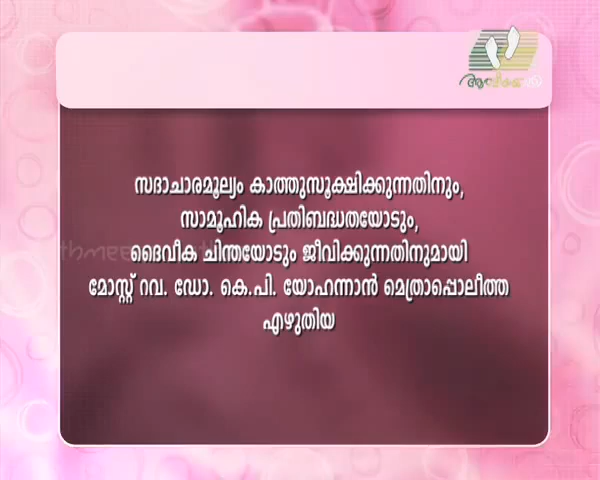 സദാചാരമൂല്യം കാത്തുസൂക്ഷിക്കുന്നതിനും,
സാമൂഹിക പ്രതിബദ്ധതയോടും,
ദൈവീക ചിന്തയോടും ജീവിക്കുന്നതിനുമായി
മോസ്റ്റ് റവ. ഡോ. കെ.പി. യോഹന്നാൻ മെത്രാപ്പൊലീത്ത
എഴുതിയ